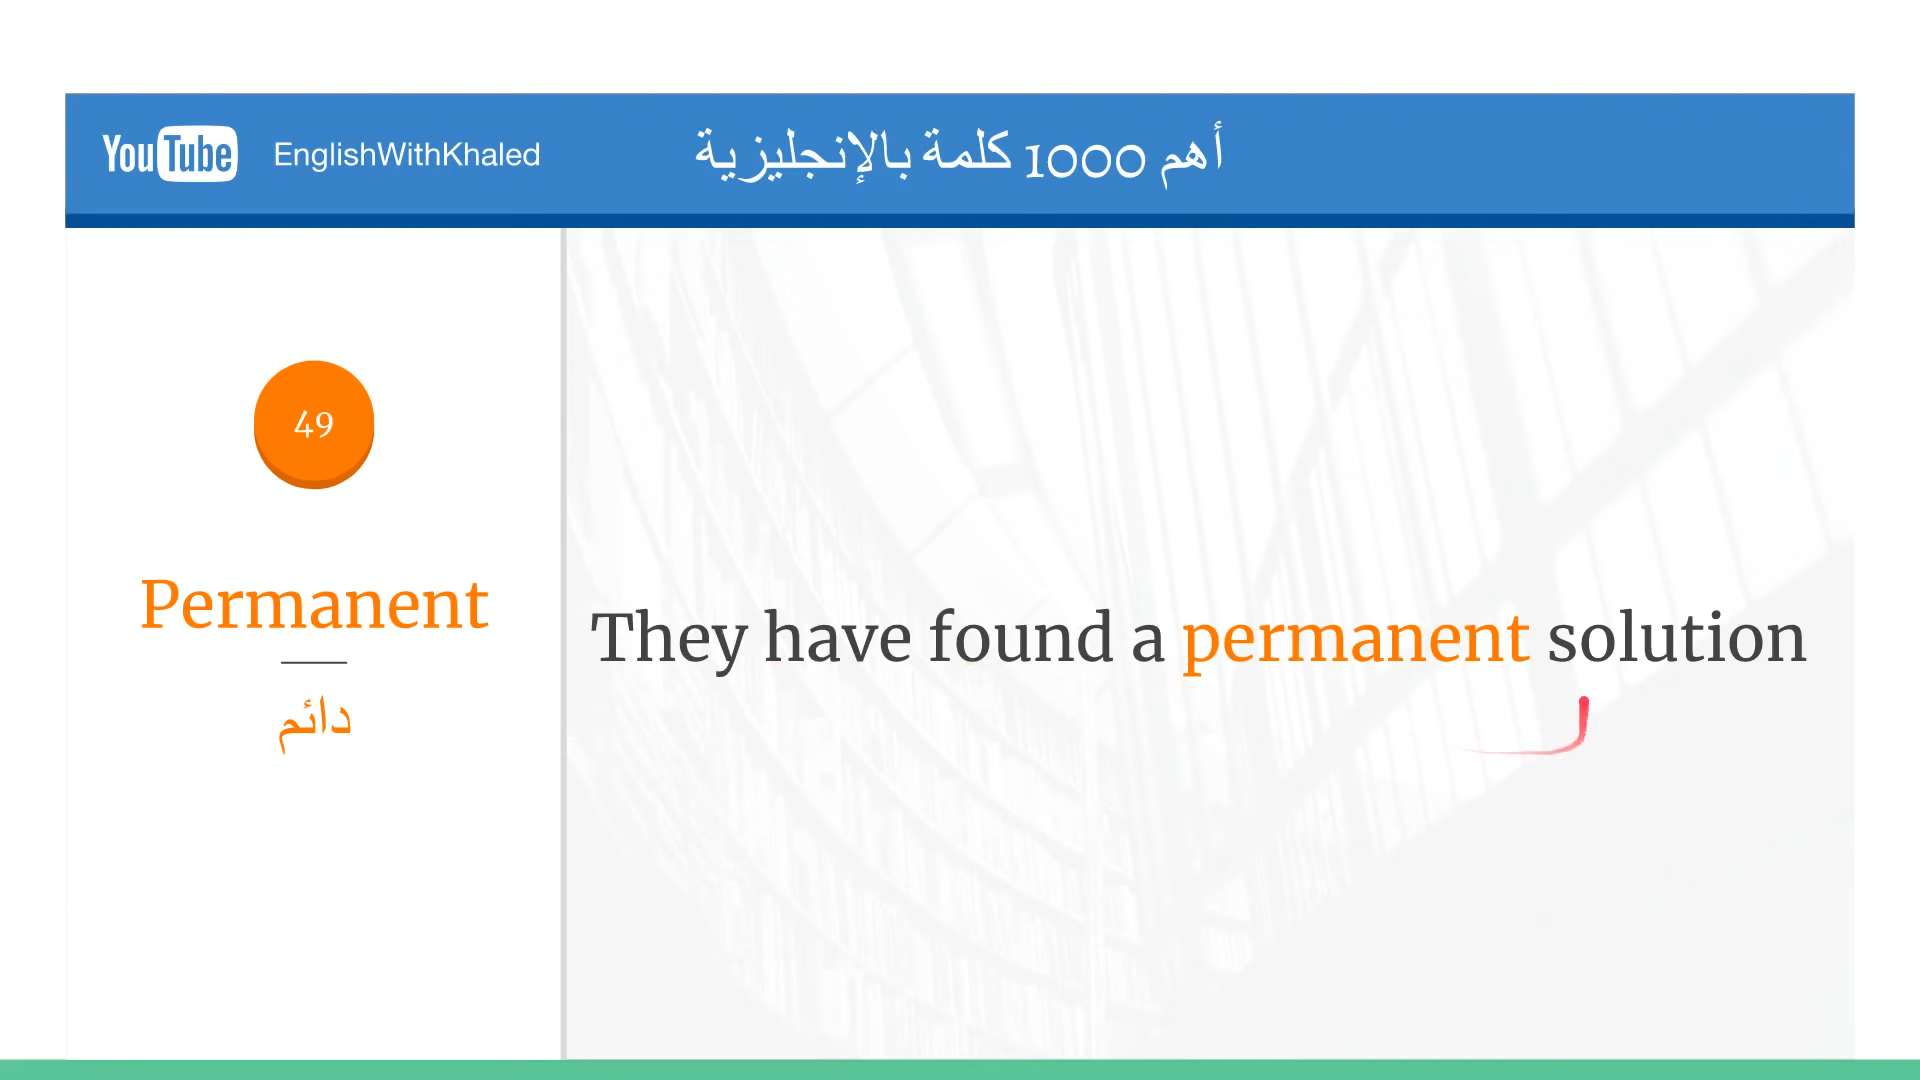 YouTube EnglishWithKhaled
أهم 1000 كلمة بالإنجليزية
49
Permanent
دائم
They have found a permanent solution